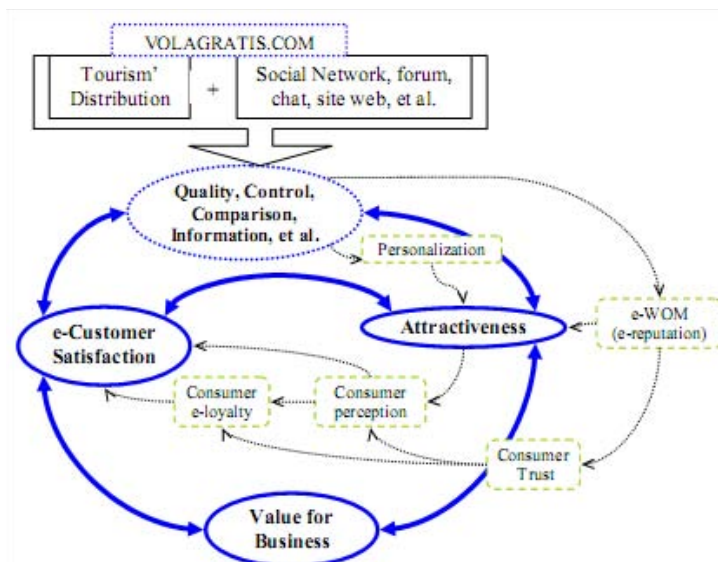 VOLAGRATIS.COM
Tourism’
Distribution
+
Social Network, forum,
chat, site web, et al.
Quality, Control,
Comparison,
Information, et al.
Personalization
e-Customer
Satisfaction
Attractiveness
e-WOM
(e-reputation)
Consumer
e-loyalty
Consumer
perception
Consumer
Trust
Value for
Business